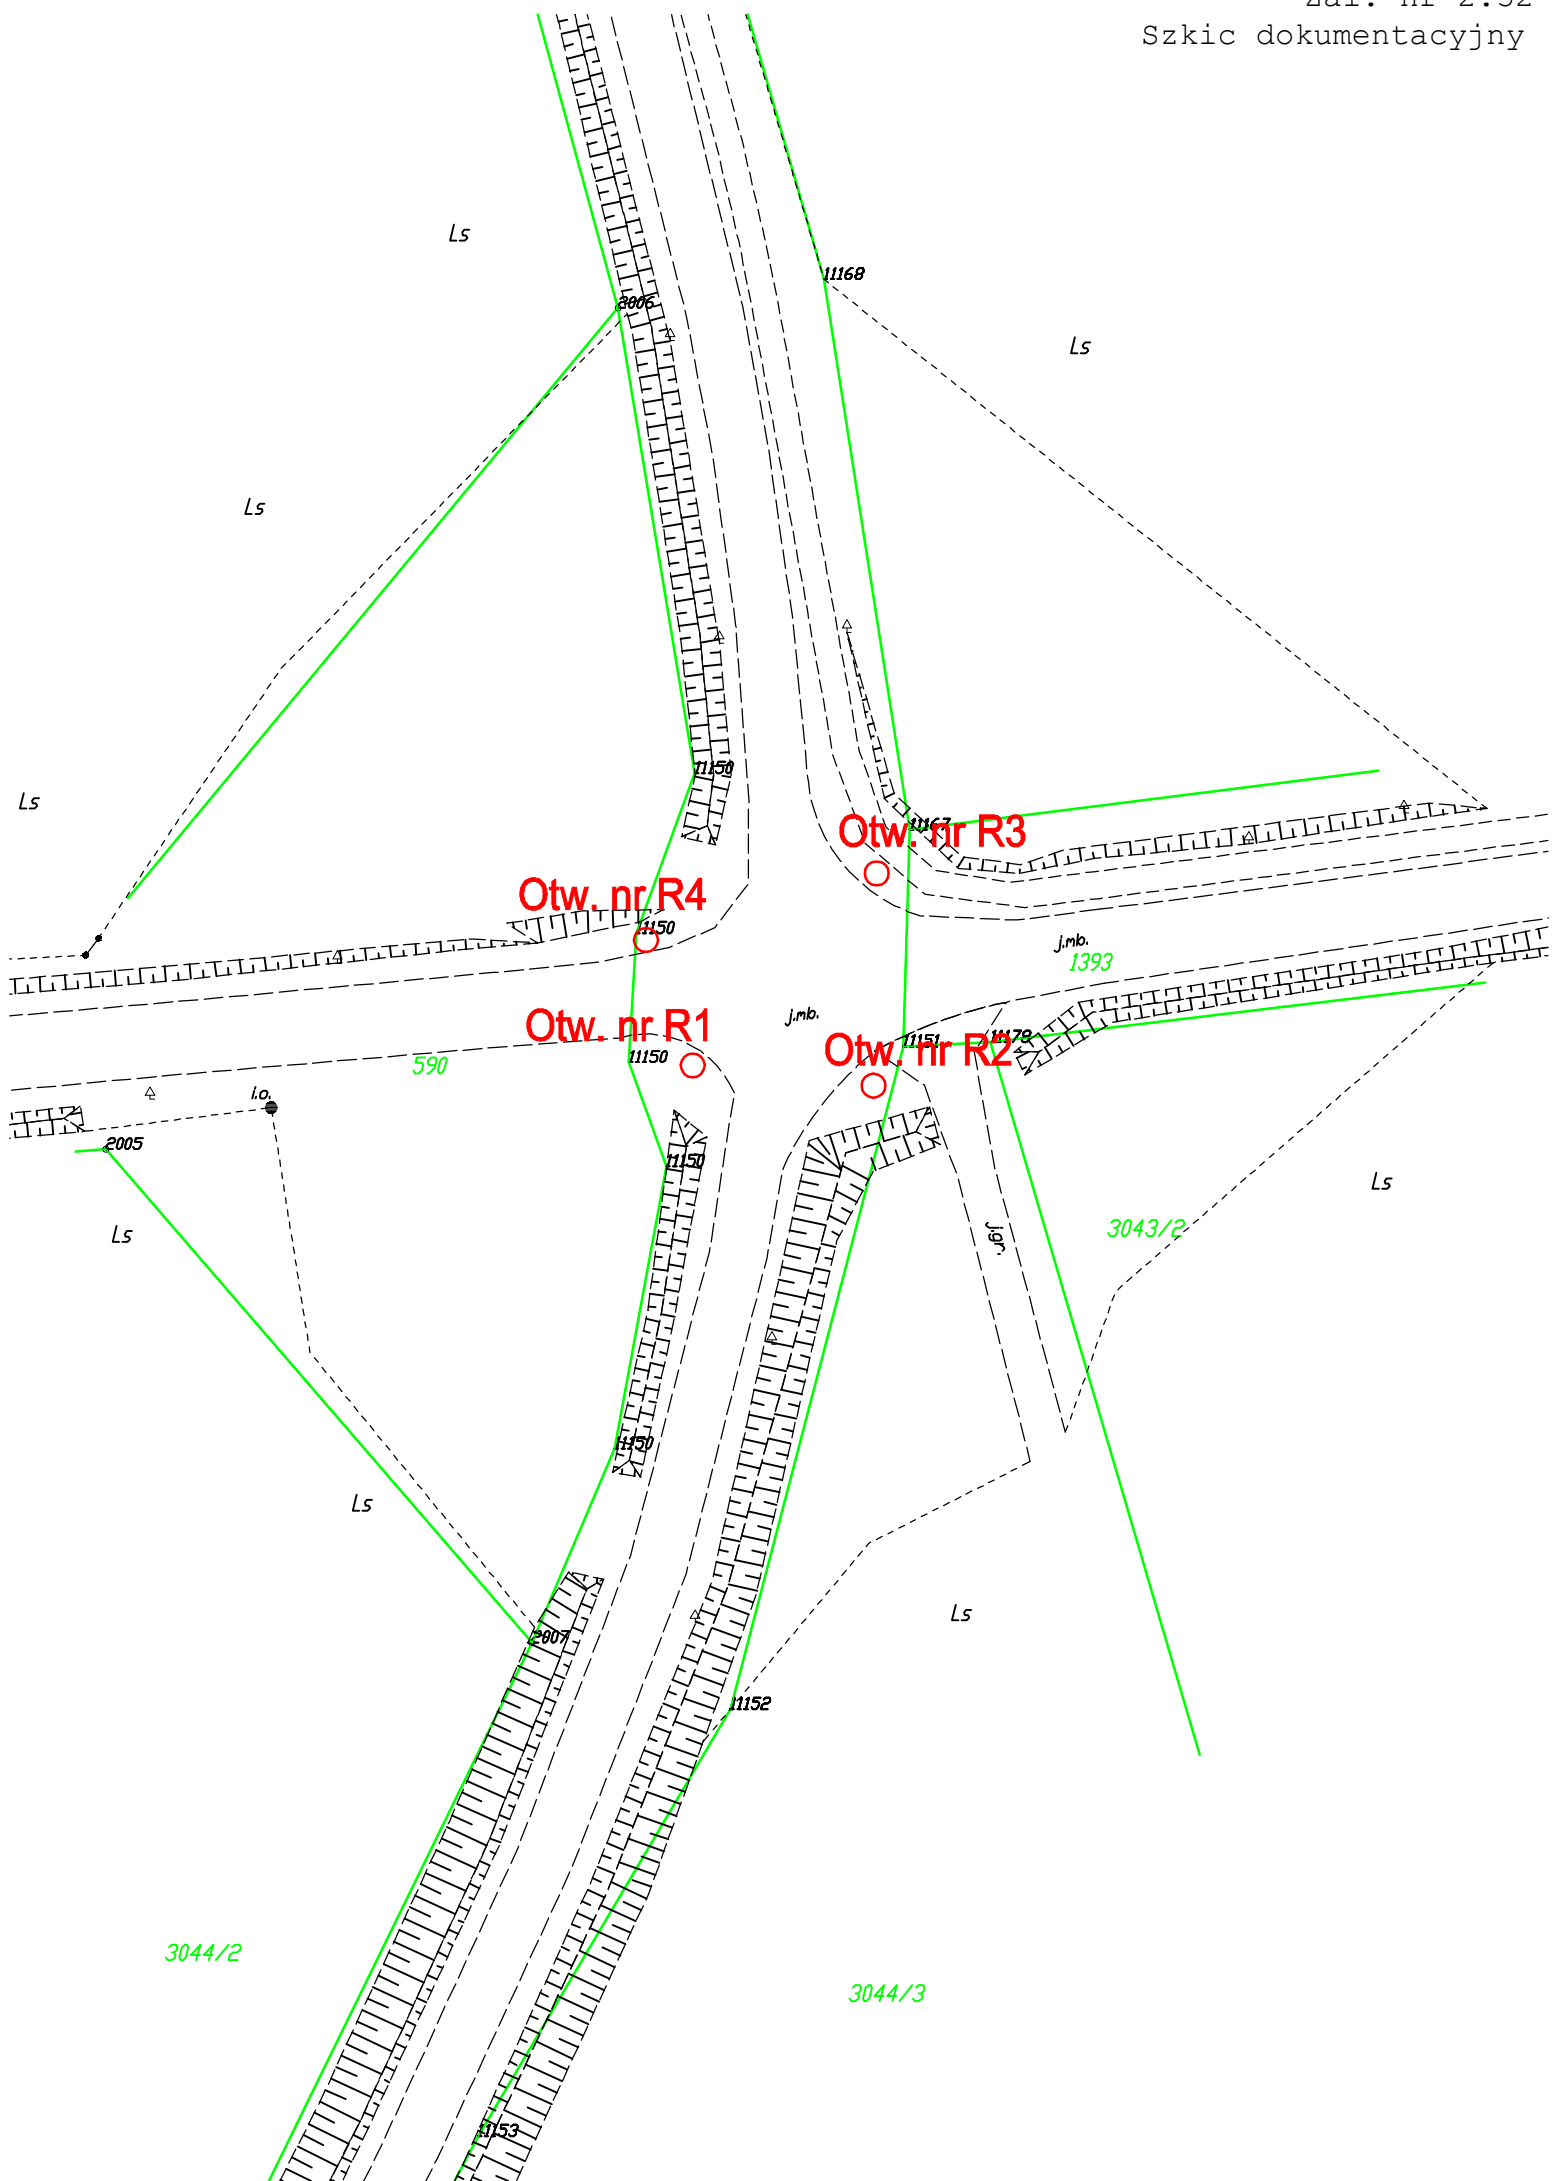 Szkic dokumentacyjny
Ls
11168
2006
Ls
Ls
11150
Ls
11167
Otw. nr R3
Otw. nr R4
11150
j.mb.
1393
j.mb.
Otw. nr R1
11151
11178
Otw. nr R2
11150
590
i.o.
2005
11150
Ls
Ls
3043/2
j.gr.
11150
Ls
Ls
2007
11152
3044/2
3044/3
11153